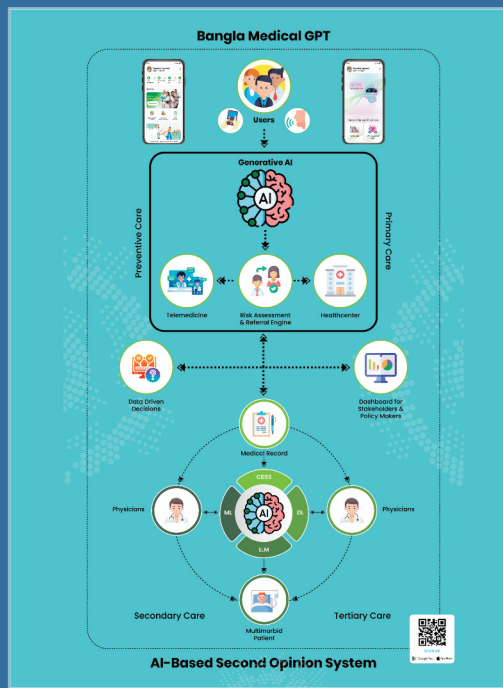 Bangla Medical GPT
Users
Generative AI
AI
Preventive Care
Primary Care
Telemedicine
Risk Assessment
& Referral Engine
Healthcenter
Data Driven
Decisions
Dashboard for
Stakeholders &
Policy Makers
Medical Record
CDSS
Physicians
ML
AI
DL
Physicians
LLM
Secondary Care
Tertiary Care
Multimorbid
Patient
AI-Based Second Opinion System